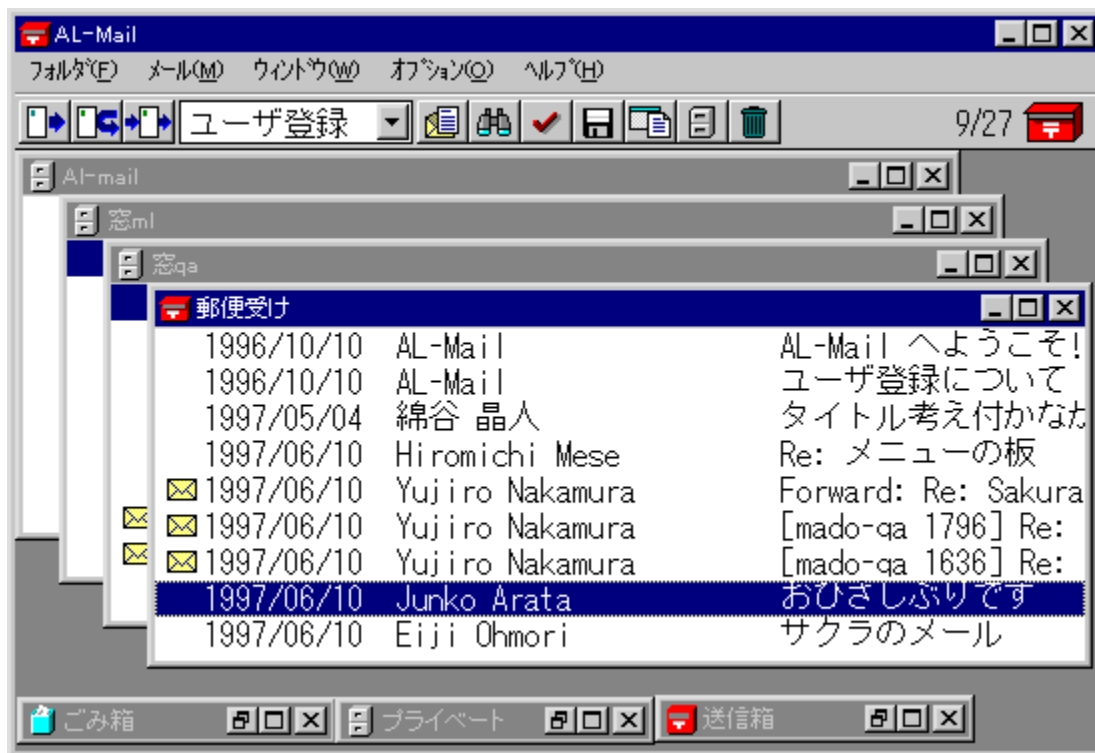 AL-Mail
フォルダ(F) メール(M) ウィンドウ(W) オプション(O) ヘルプ(H)
ユーザ登録 9/27
Al-mail
窓ml
窓qa
郵便受け
1996/10/10 AL-Mail AL-Mail へようこそ!
1996/10/10 AL-Mail ユーザ登録について
1997/05/04 綿谷 晶人 タイトル考え付かなか
1997/06/10 Hiromichi Mese Re: メニューの板
1997/06/10 Yujiro Nakamura Forward: Re: Sakura
1997/06/10 Yujiro Nakamura [mado-qa 1796] Re:
1997/06/10 Yujiro Nakamura [mado-qa 1636] Re:
1997/06/10 Junko Arata おひさしぶりです
1997/06/10 Eiji Ohmori サクラのメール
ごみ箱 プライベート 送信箱